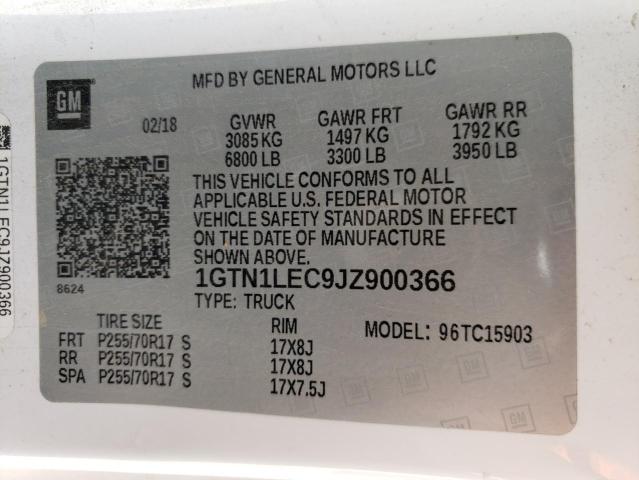 GM
MFD BY GENERAL MOTORS LLC
02/18 GVWR GAWR FRT GAWR RR
3085 KG 1497 KG 1792 KG
6800 LB 3300 LB 3950 LB
THIS VEHICLE CONFORMS TO ALL
APPLICABLE U.S. FEDERAL MOTOR
VEHICLE SAFETY STANDARDS IN EFFECT
ON THE DATE OF MANUFACTURE
SHOWN ABOVE.
8624
1GTN1LEC9JZ900366
TYPE: TRUCK
TIRE SIZE RIM MODEL: 96TC15903
FRT P255/70R17 S 17X8J
RR P255/70R17 S 17X8J
SPA P255/70R17 S 17X7.5J
1GTN1LEC9JZ900366